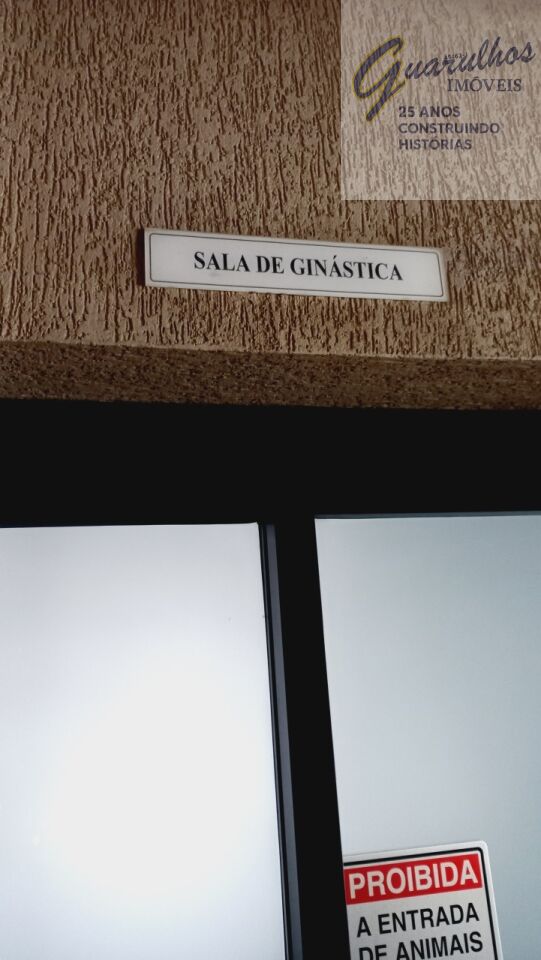 Guarulhos
IMÓVEIS
25 ANOS
CONSTRUINDO
HISTÓRIAS
SALA DE GINÁSTICA
PROIBIDA
A ENTRADA
DE ANIMAIS